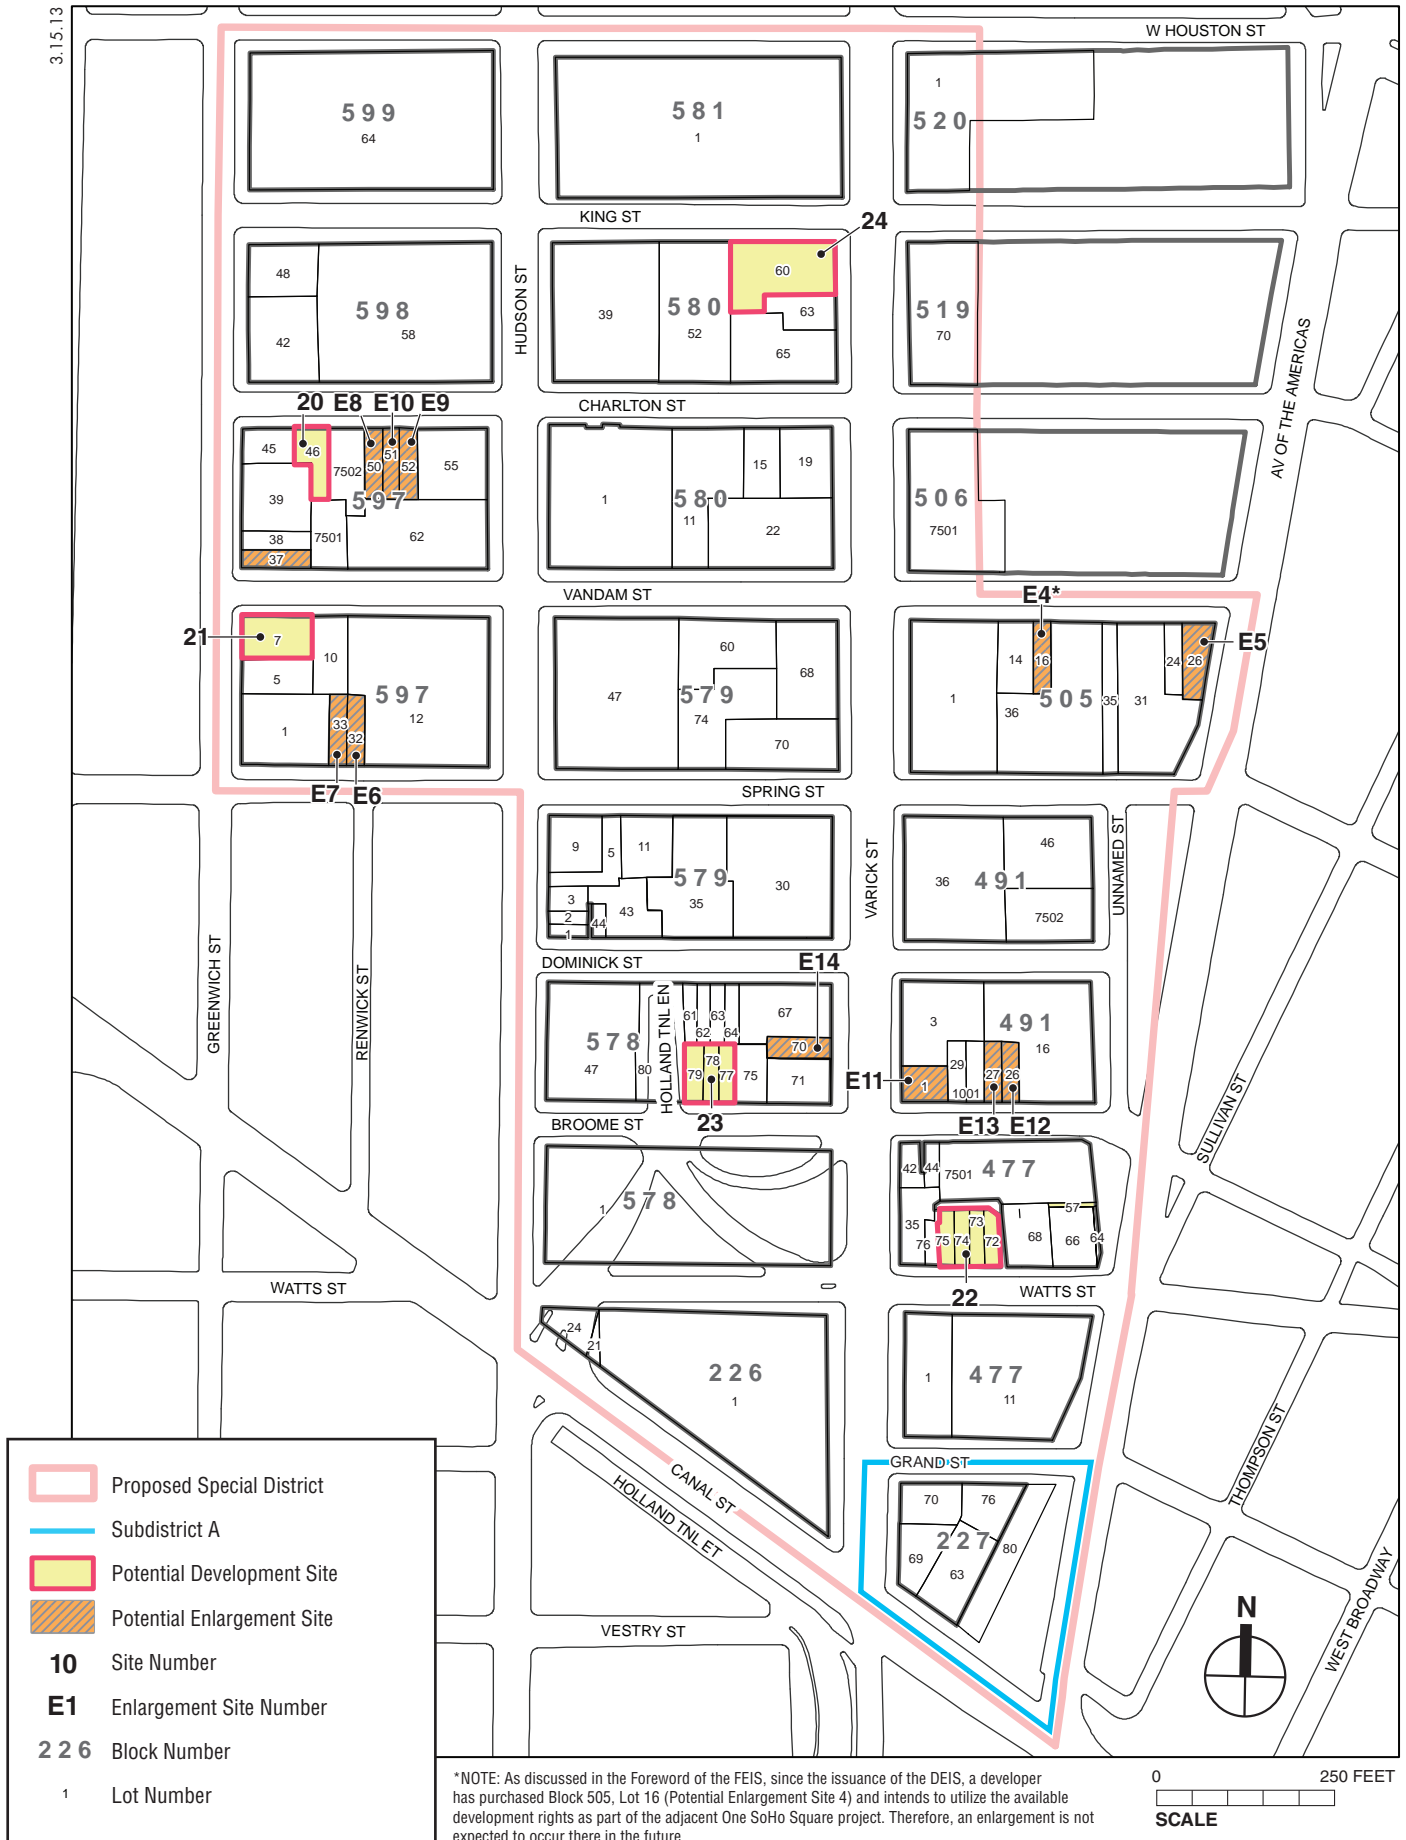 3.15.13
W HOUSTON ST
599
64
581
1
1
520
KING ST
24
48
598
58
42
HUDSON ST
39
580
52
60
63
65
519
70
AV OF THE AMERICAS
CHARLTON ST
20 E8 E10 E9
45
46
7502
50
51
52
55
39
597
38
7501
62
37
1
580
11
15
19
22
506
7501
VANDAM ST
E4*
E5
21
7
10
5
597
12
1
33
32
47
60
579
74
68
70
1
14
16
505
36
35
31
24
26
E7 E6
SPRING ST
9
5
11
579
35
30
3
2
1
44
43
VARICK ST
36
491
46
7502
UNNAMED ST
GREENWICH ST
RENWICK ST
DOMINICK ST
E14
578
47
80
HOLLAND TNL EN
61
62
63
64
67
70
79
78
77
75
71
23
3
491
16
29
1
1001
27
26
E11
E13 E12
SULLIVAN ST
BROOME ST
1
578
42
44
7501
477
35
76
75
74
73
72
68
57
66
64
22
WATTS ST
WATTS ST
24
21
226
1
1
477
11
THOMPSON ST
GRAND ST
CANAL ST
HOLLAND TNL ET
70
76
227
80
69
63
WEST BROADWAY
VESTRY ST
N
Proposed Special District
Subdistrict A
Potential Development Site
Potential Enlargement Site
10 Site Number
E1 Enlargement Site Number
226 Block Number
1 Lot Number
*NOTE: As discussed in the Foreword of the FEIS, since the issuance of the DEIS, a developer
has purchased Block 505, Lot 16 (Potential Enlargement Site 4) and intends to utilize the available
development rights as part of the adjacent One SoHo Square project. Therefore, an enlargement is not
expected to occur there in the future.
0 250 FEET
SCALE